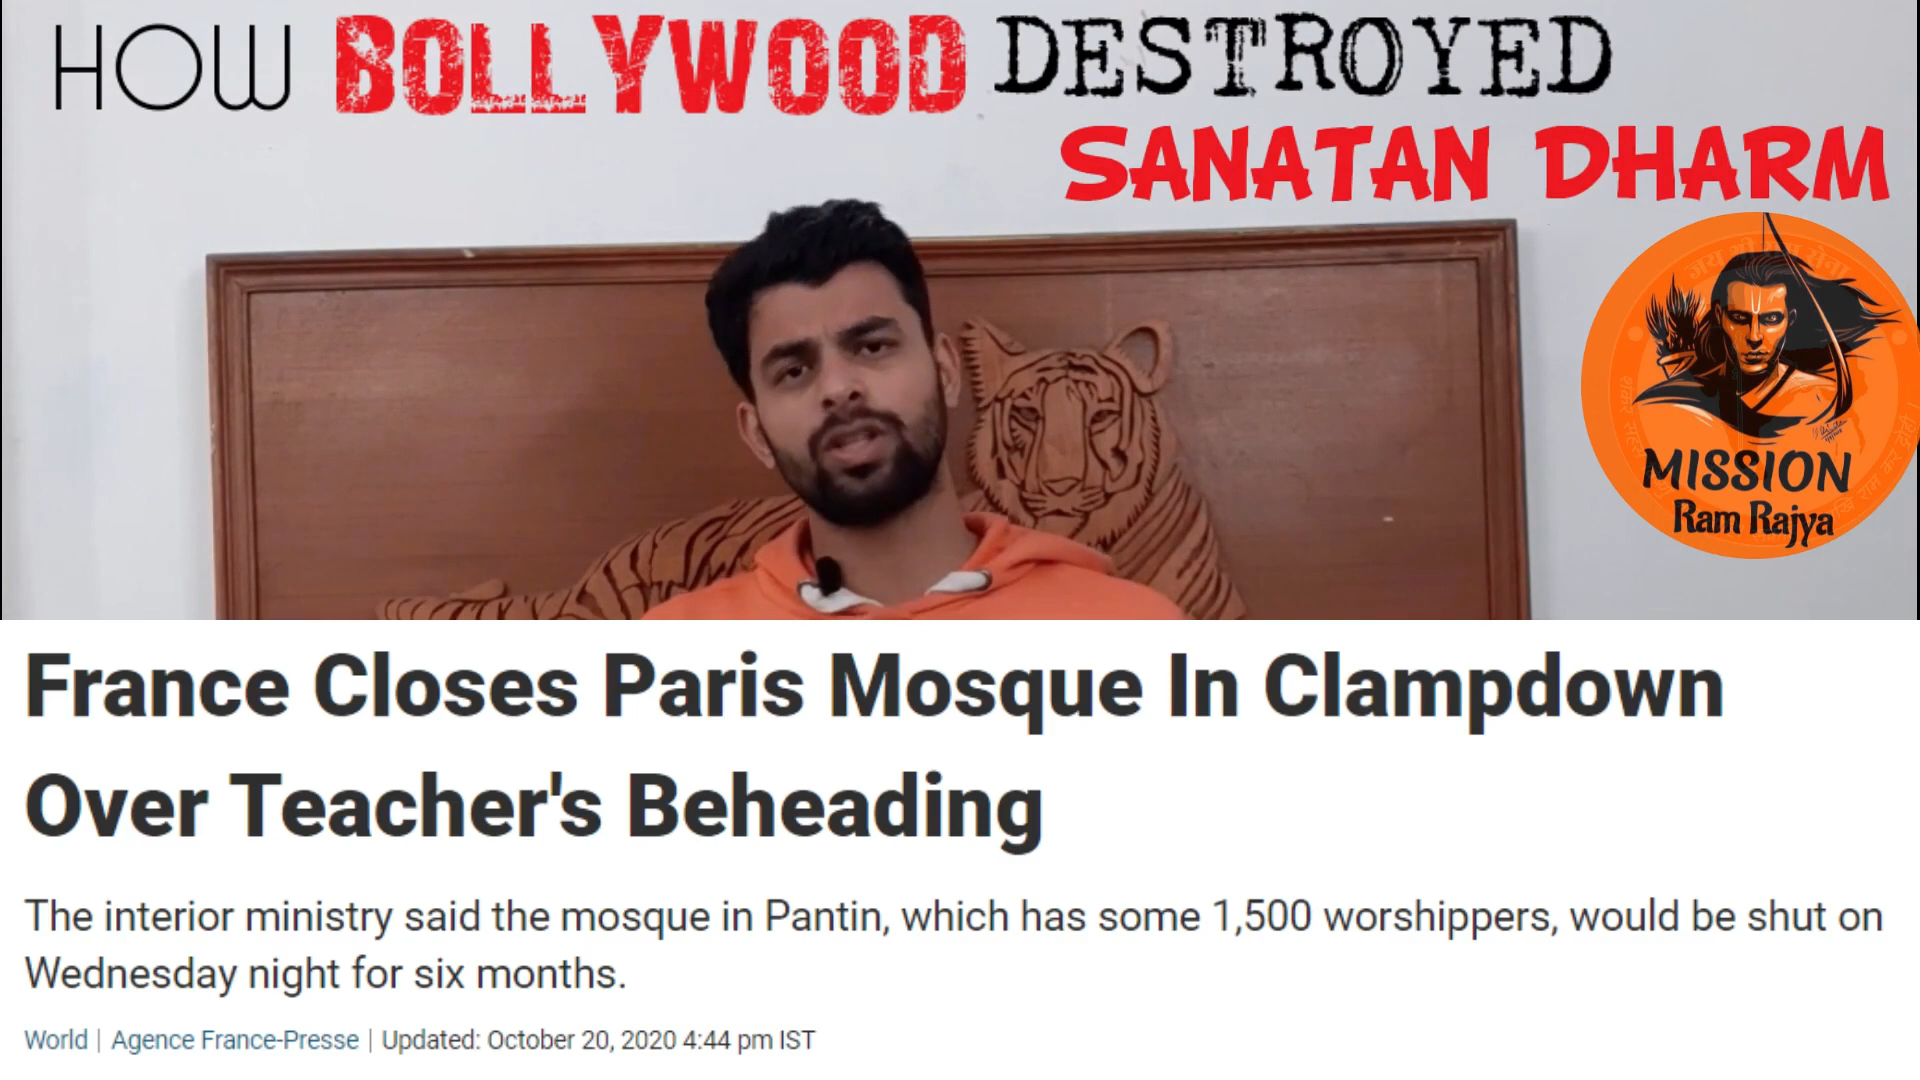 HOW BOLLYWOOD DESTROYED
SANATAN DHARM
MISSION
Ram Rajya
France Closes Paris Mosque In Clampdown
Over Teacher's Beheading
The interior ministry said the mosque in Pantin, which has some 1,500 worshippers, would be shut on
Wednesday night for six months.
World | Agence France-Presse | Updated: October 20, 2020 4:44 pm IST